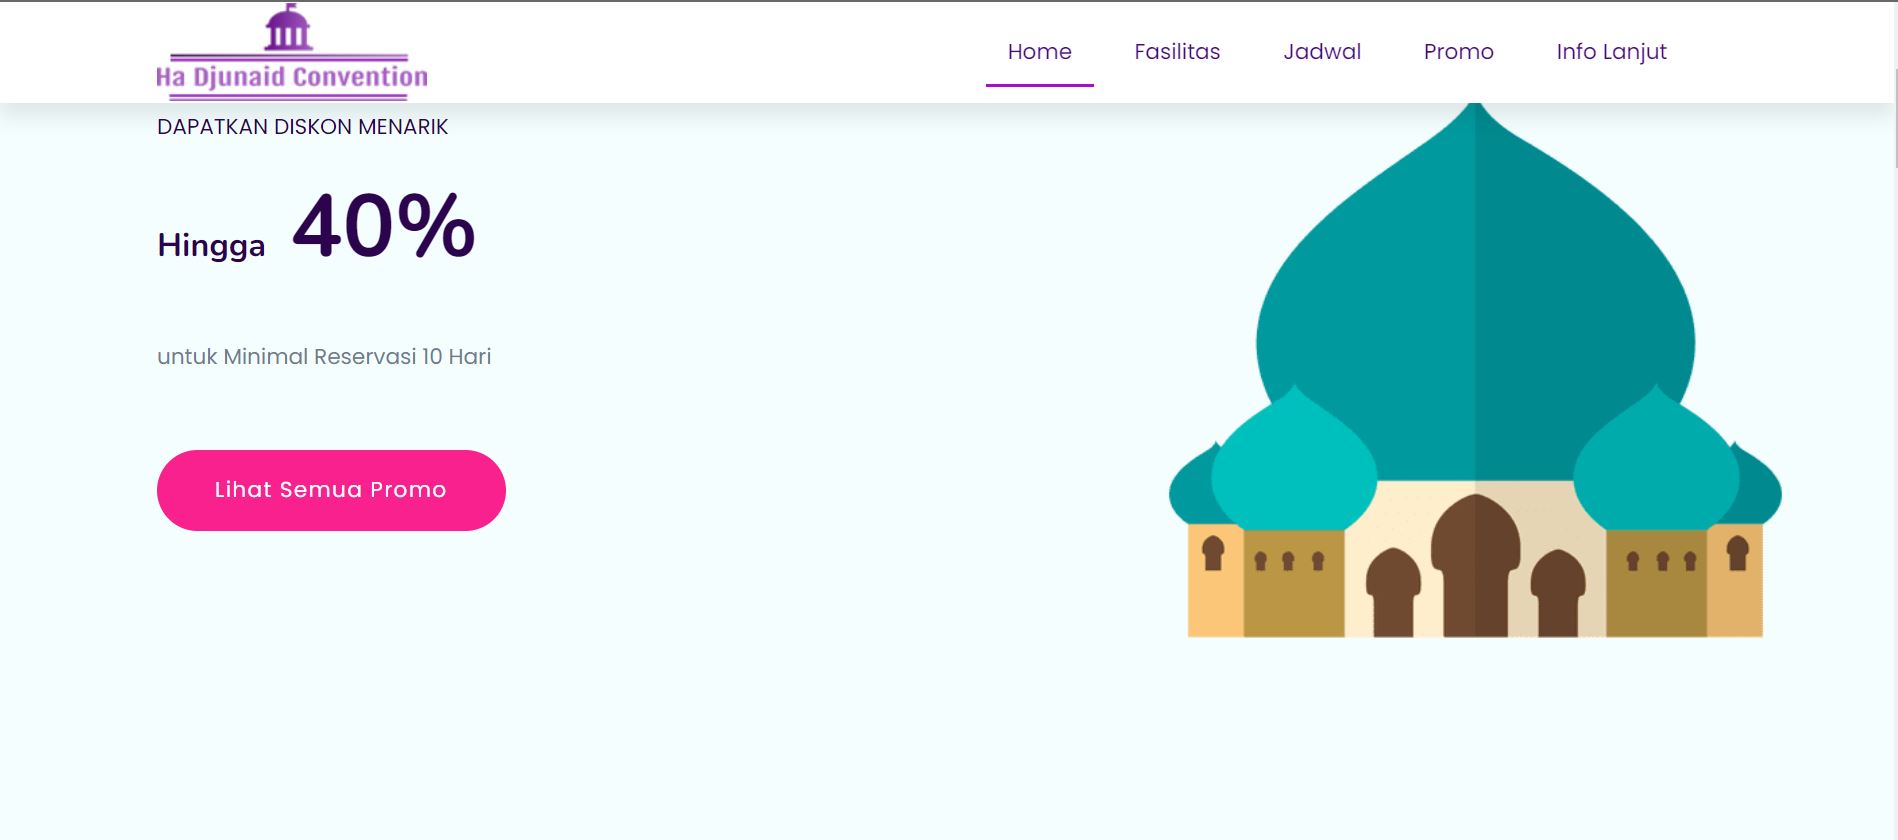 Ha Djunaid Convention
Home Fasilitas Jadwal Promo Info Lanjut
DAPATKAN DISKON MENARIK
Hingga 40%
untuk Minimal Reservasi 10 Hari
Lihat Semua Promo